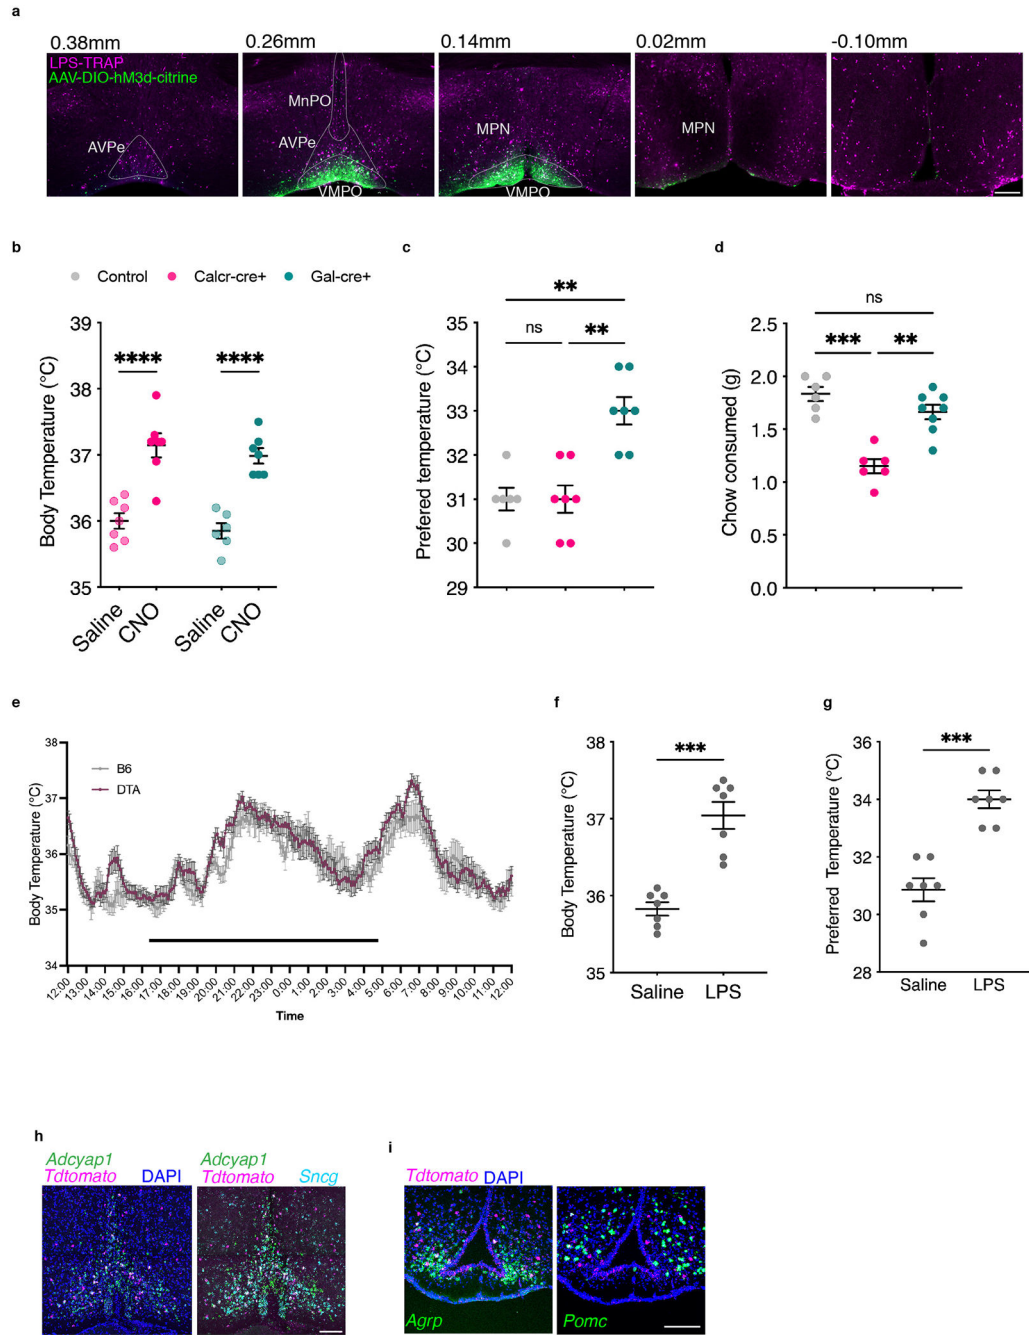 a
0.38mm 0.26mm 0.14mm 0.02mm -0.10mm
LPS-TRAP
AAV-DIO-hM3d-citrine
AVPe
MnPO
AVPe
VMPO
MPN
VMPO
MPN
b
Control Calcr-cre+ Gal-cre+
Body Temperature (°C)
39
38
37
36
35
**** ****
Saline CNO Saline CNO
c
Prefered temperature (°C)
35
34
33
32
31
30
29
**
ns **
d
Chow consumed (g)
2.5
2.0
1.5
1.0
0.5
0.0
ns
*** **
e
Body Temperature (°C)
38
37
36
35
34
B6
DTA
12:00 13:00 14:00 15:00 16:00 17:00 18:00 19:00 20:00 21:00 22:00 23:00 0:00 1:00 2:00 3:00 4:00 5:00 6:00 7:00 8:00 9:00 10:00 11:00 12:00
Time
f
Body Temperature (°C)
38
37
36
35
***
Saline LPS
g
Preferred Temperature (°C)
36
34
32
30
28
***
Saline LPS
h
Adcyap1
Tdtomato DAPI
Adcyap1
Tdtomato Sncg
i
Tdtomato DAPI
Agrp
Pomc